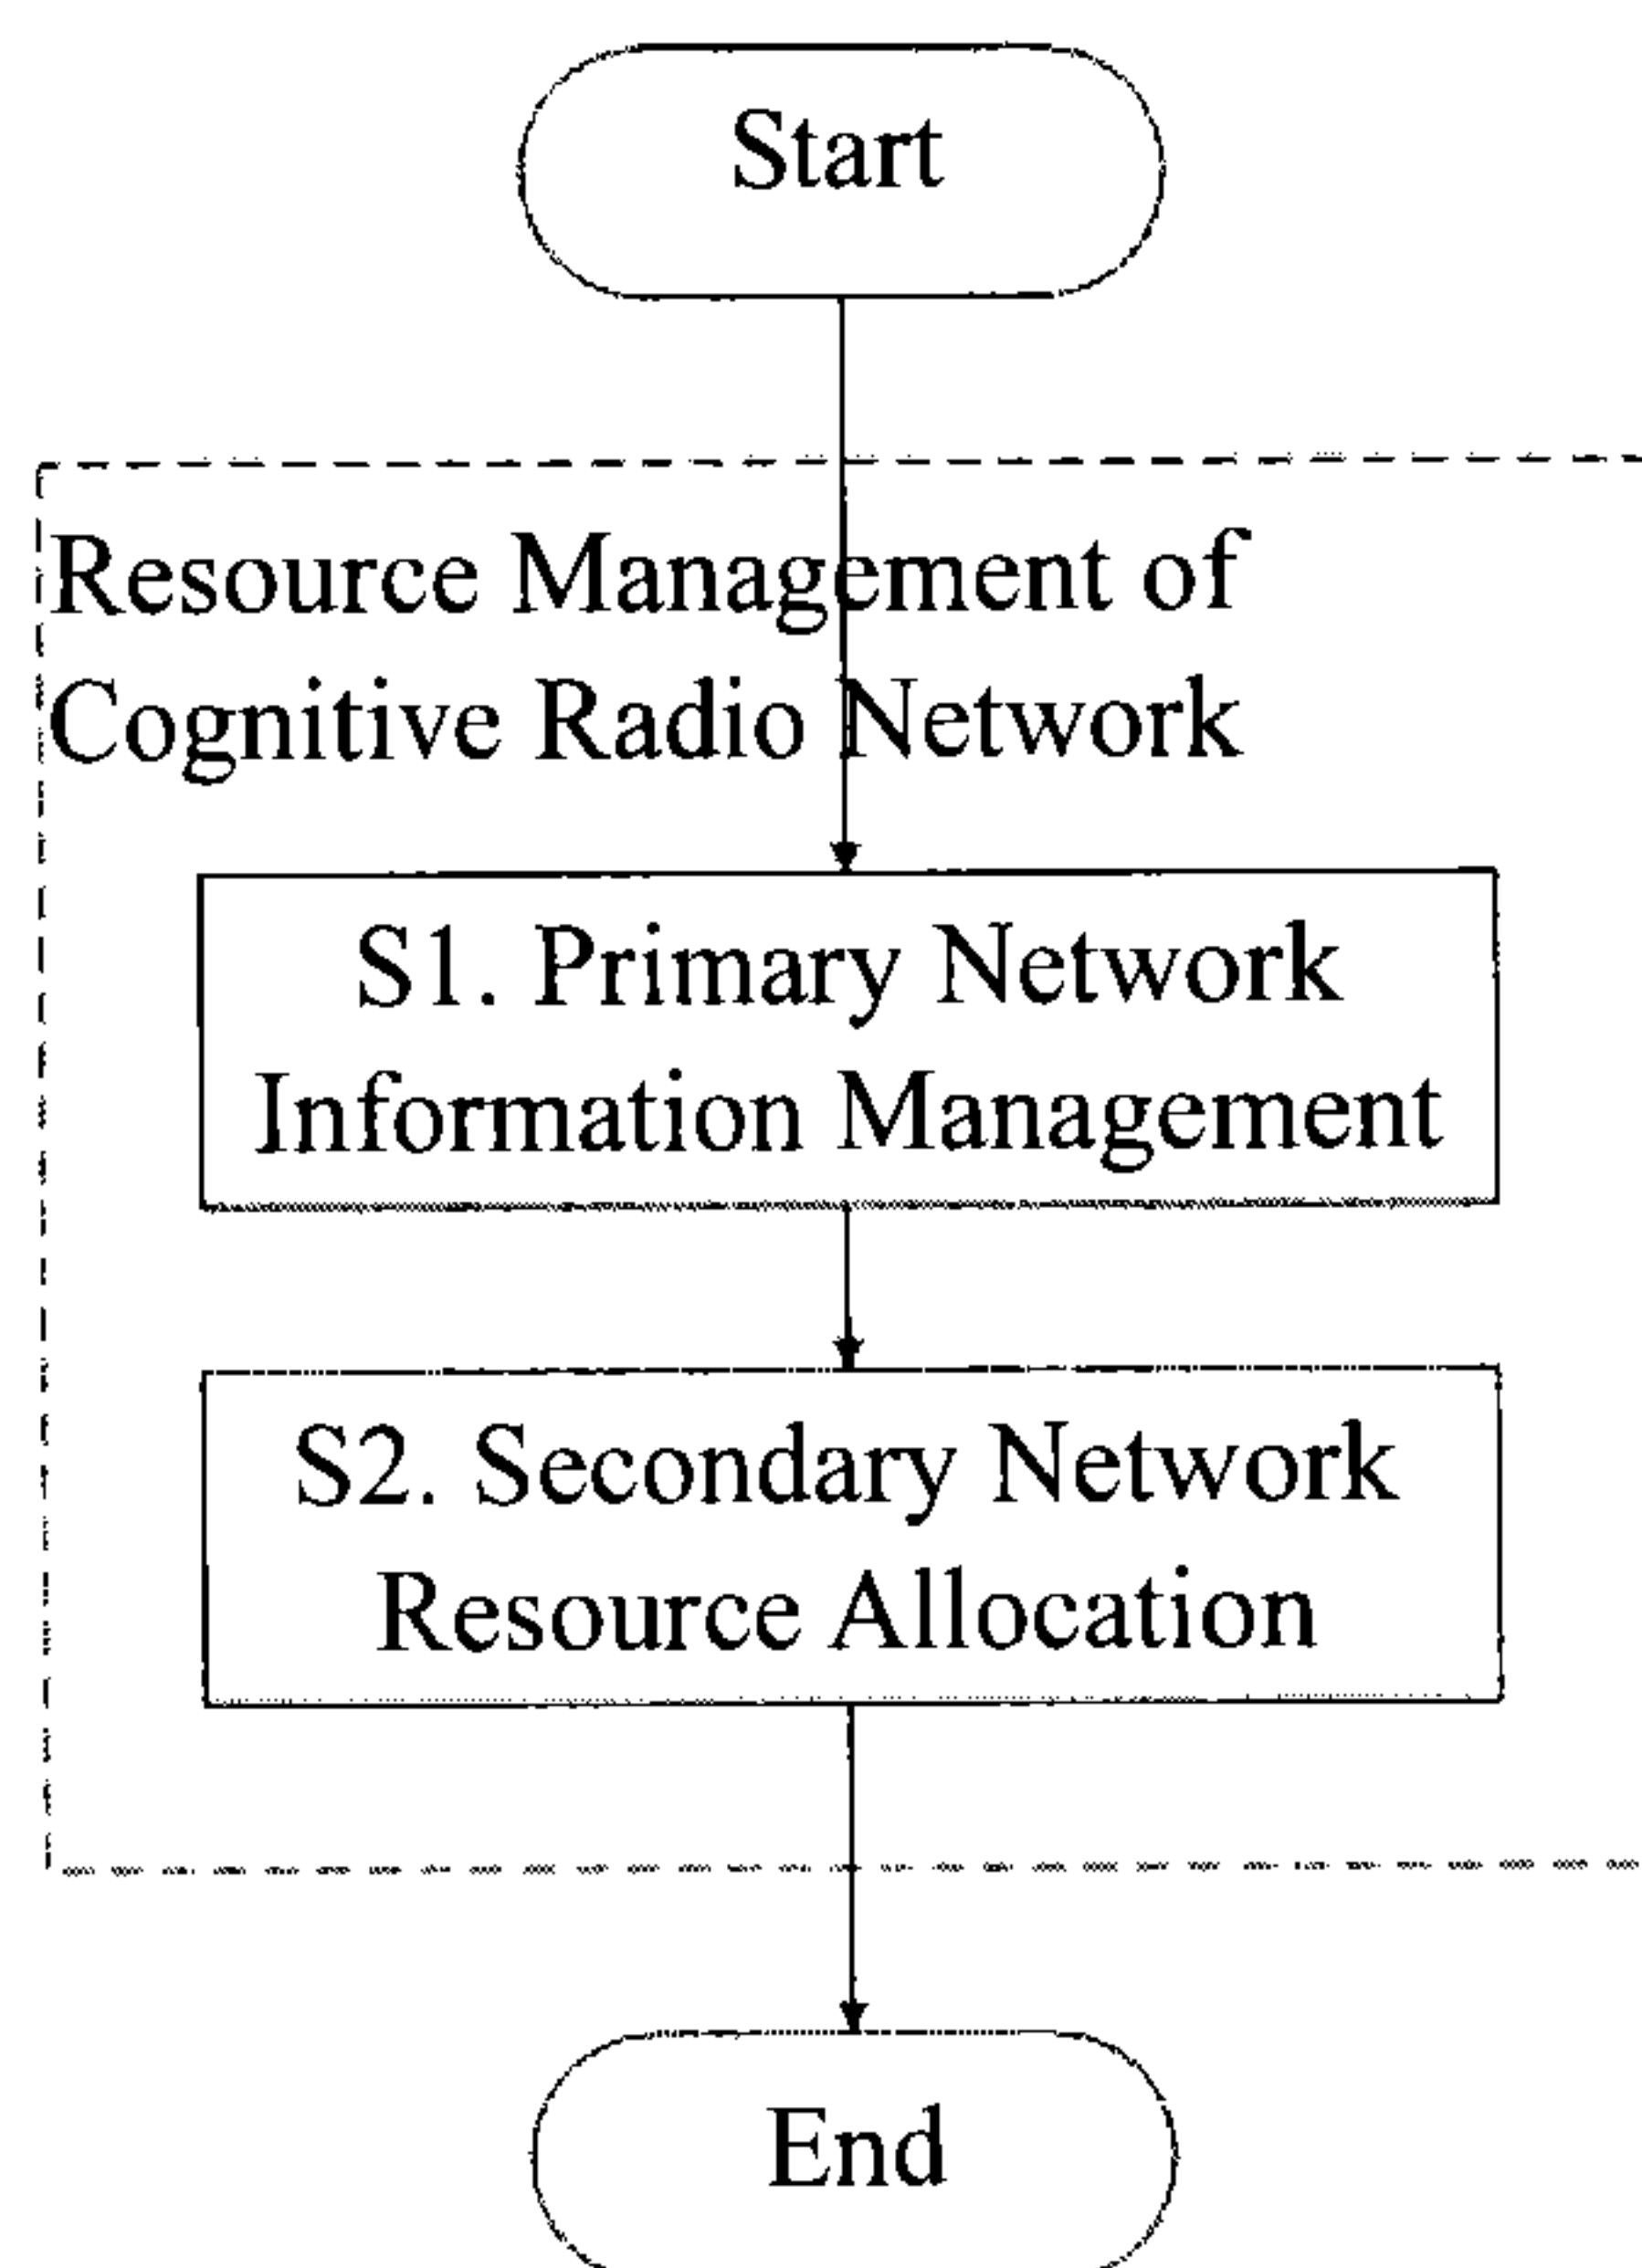 Start
Resource Management of
Cognitive Radio Network
S1. Primary Network
Information Management
S2. Secondary Network
Resource Allocation
End